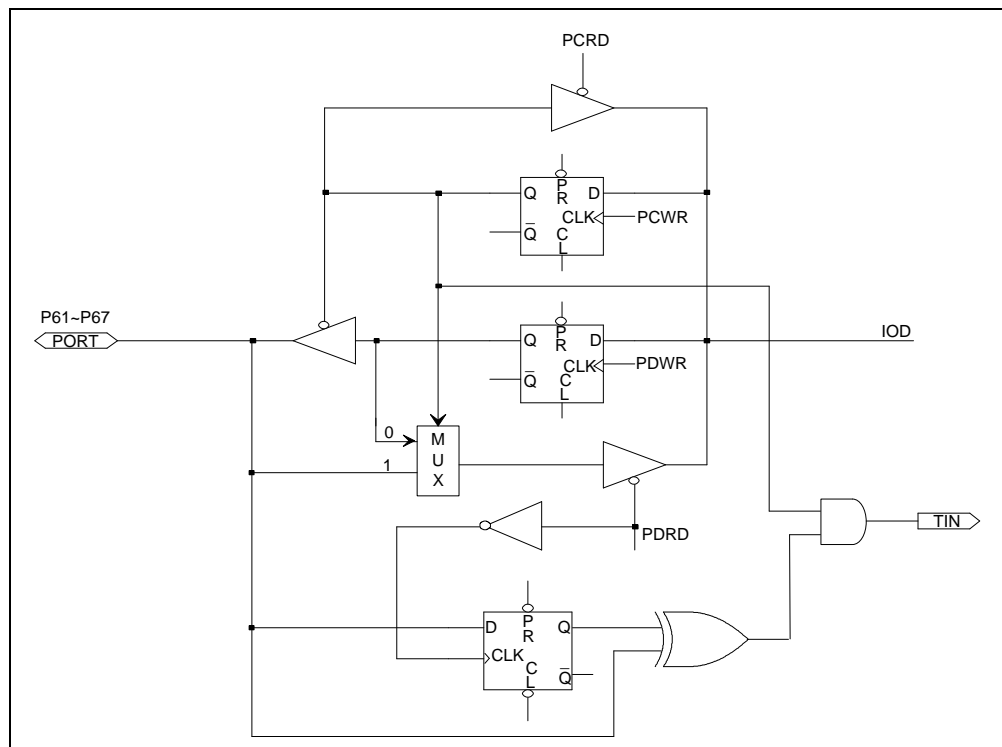 PCRD
P
R
Q
D
CLK
PCWR
Q̅
C
L
P61~P67
PORT
P
R
Q
D
IOD
CLK
PDWR
Q̅
C
L
0
M
U
X
1
PDRD
TIN
D
P
R
Q
CLK
C
L
Q̅